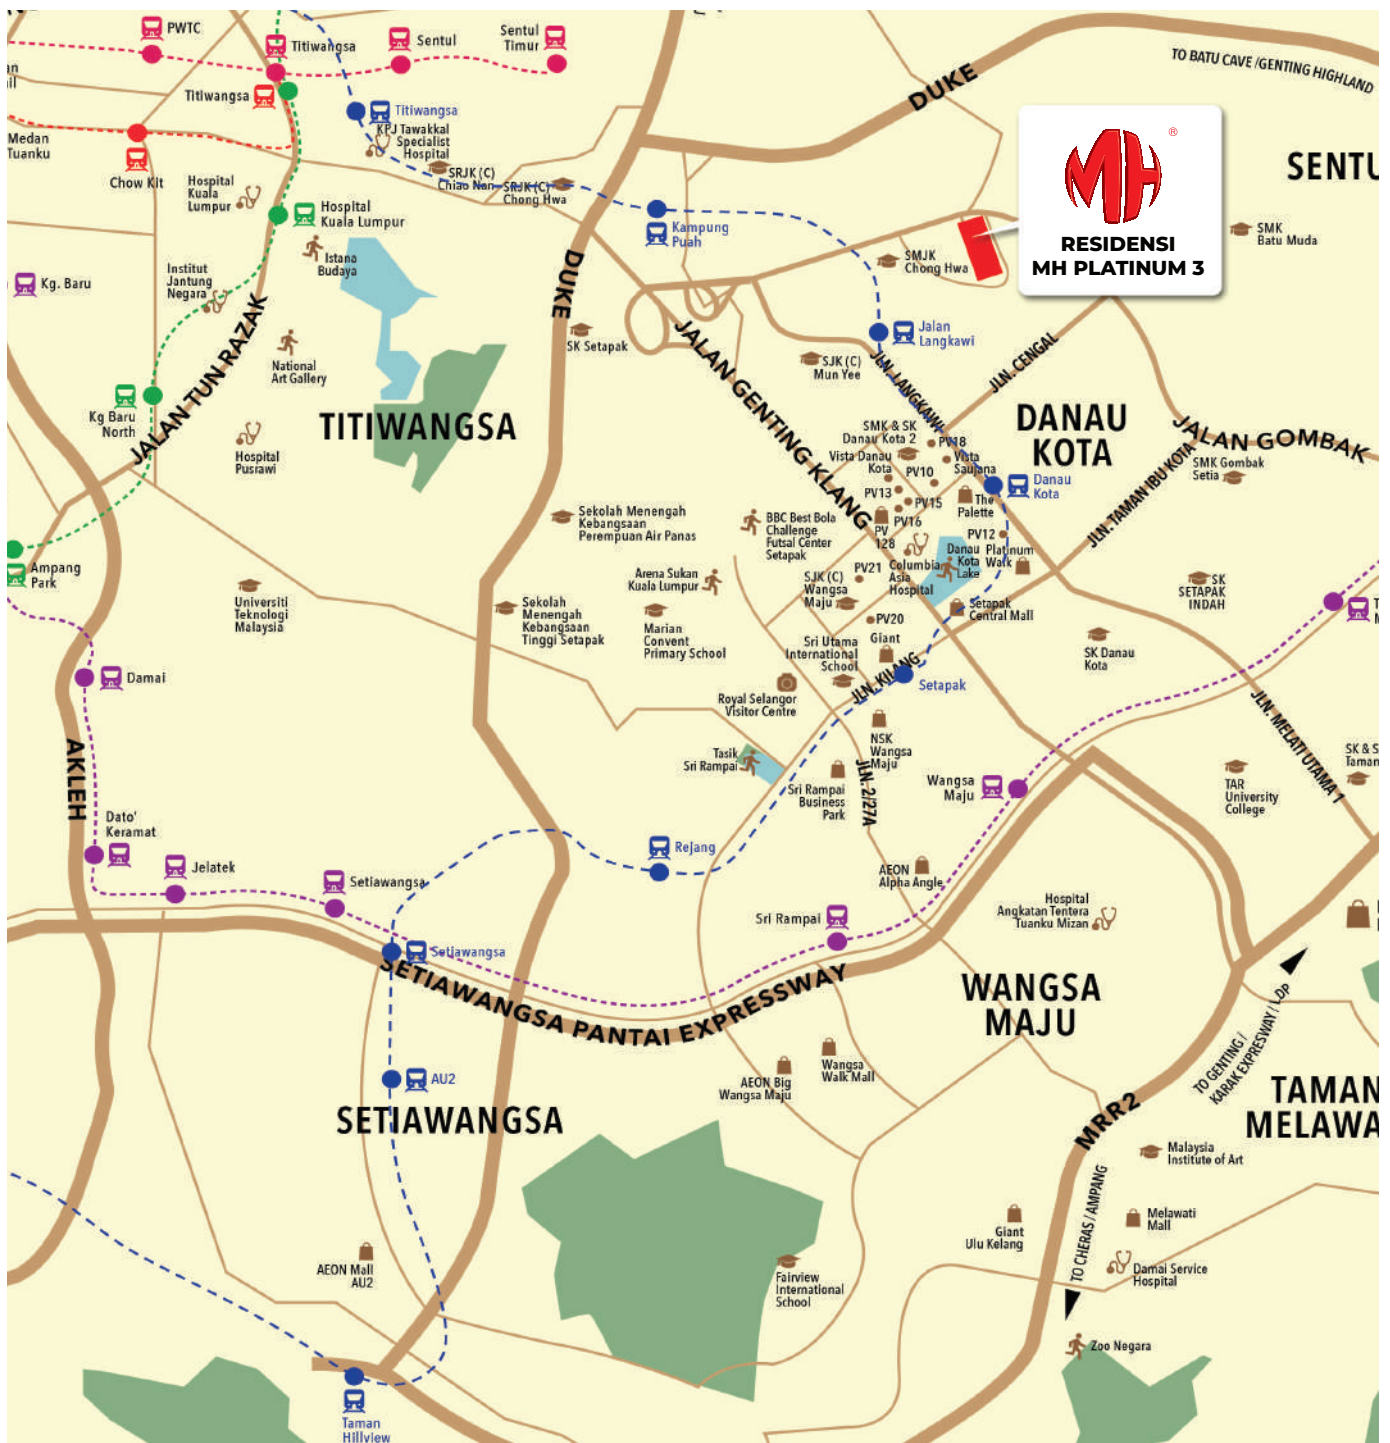 PWTC
Titiwangsa
Sentul
Sentul
Timur
Titiwangsa
Titiwangsa
Medan
Tuanku
Chow Kit
KPJ Tawakkal
Specialist
Hospital
SRJK (C)
Chiao Nan
SRJK (C)
Chong Hwa
Hospital
Kuala
Lumpur
Hospital
Kuala Lumpur
Istana
Budaya
Institut
Jantung
Negara
Kg. Baru
JALAN TUN RAZAK
National
Art Gallery
Kg Baru
North
Hospital
Pusrawi
TITIWANGSA
DUKE
DUKE
TO BATU CAVE /GENTING HIGHLAND
®
MH
RESIDENSI
MH PLATINUM 3
SENTU
SMK
Batu Muda
Kampung
Puah
SMJK
Chong Hwa
SK Setapak
JALAN GENTING KLANG
Jalan
Langkawi
SJK (C)
Mun Yee
JLN. LANGKAWI
JLN. CENGAL
DANAU
KOTA
JALAN GOMBAK
SMK Gombak
Setia
JLN. TAMAN IBU KOTA
SMK & SK
Danau Kota 2
PV18
Vista Danau
Kota
Vista
Saujana
PV10
PV13
PV15
PV16
The
Palette
Danau
Kota
PV
128
PV12
Platinum
Walk
Danau
Kota
Lake
Columbia
Asia
Hospital
PV21
SJK (C)
Wangsa
Maju
PV20
Giant
Setapak
Central Mall
Sri Utama
International
School
JLN. KILANG
Setapak
SK
SETAPAK
INDAH
SK Danau
Kota
Sekolah Menengah
Kebangsaan
Perempuan Air Panas
BBC Best Bola
Challenge
Futsal Center
Setapak
Arena Sukan
Kuala Lumpur
Marian
Convent
Primary School
Sekolah
Menengah
Kebangsaan
Tinggi Setapak
Ampang
Park
Universiti
Teknologi
Malaysia
Damai
AKLEH
Dato'
Keramat
Jelatek
Setiawangsa
Royal Selangor
Visitor Centre
Tasik
Sri Rampai
NSK
Wangsa
Maju
JLN. 2/27A
Sri Rampai
Business
Park
Wangsa
Maju
JLN. MELATI UTAMA 1
SK & S
Taman
TAR
University
College
Rejang
AEON
Alpha Angle
Sri Rampai
Hospital
Angkatan Tentera
Tuanku Mizan
Setiawangsa
SETIAWANGSA PANTAI EXPRESSWAY
WANGSA
MAJU
TO GENTING /
KARAK EXPRESWAY / LDP
AU2
SETIAWANGSA
AEON Big
Wangsa Maju
Wangsa
Walk Mall
MRR2
TAMAN
MELAWA
Malaysia
Institute of Art
Melawati
Mall
Giant
Ulu Kelang
TO CHERAS / AMPANG
Damai Service
Hospital
AEON Mall
AU2
Fairview
International
School
Zoo Negara
Taman
Hillview